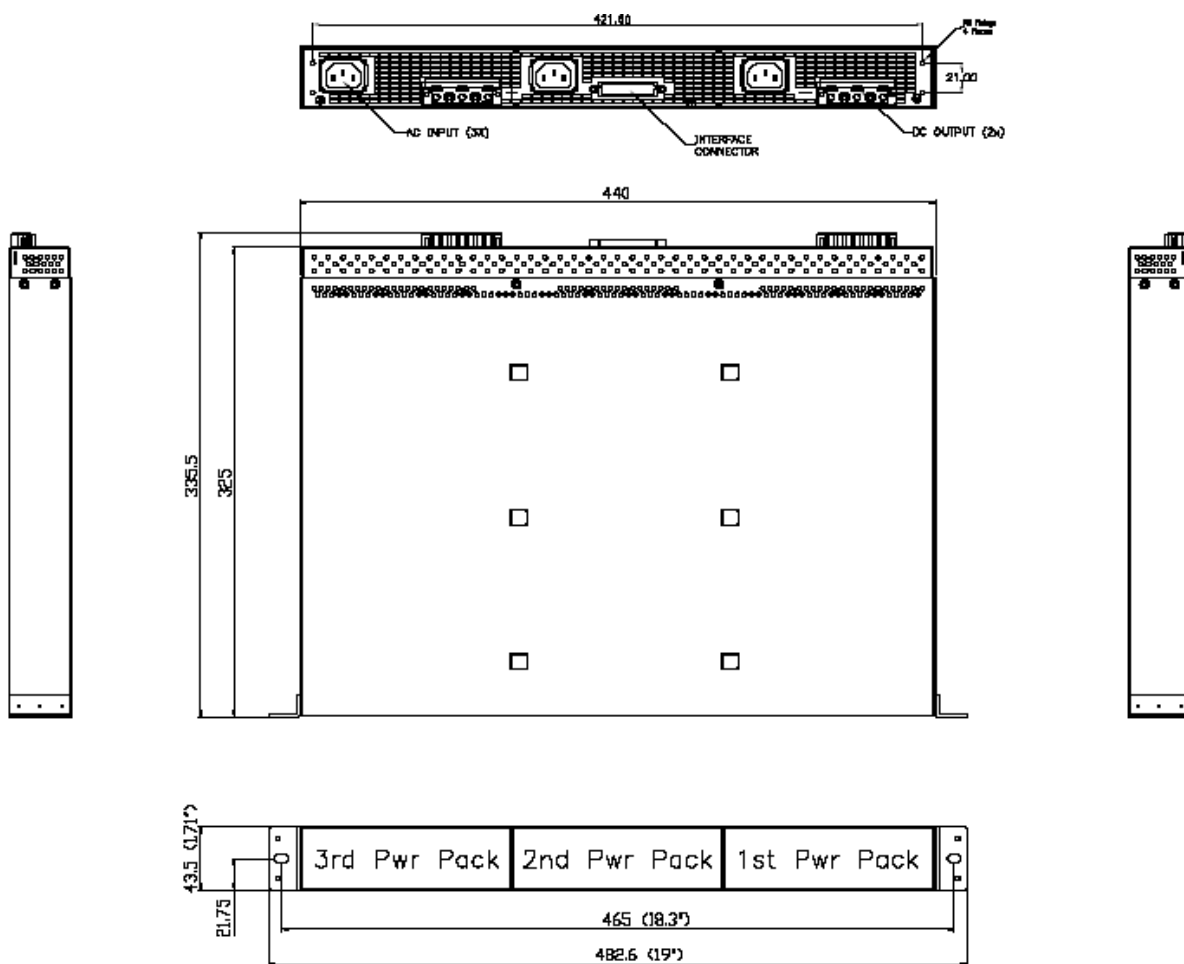 421.60
21.00
AC INPUT (3X)
INTERFACE
CONNECTOR
DC OUTPUT (2x)
440
335.5
325
43.5 (1.71")
21.75
3rd Pwr Pack
2nd Pwr Pack
1st Pwr Pack
465 (18.3")
482.6 (19")